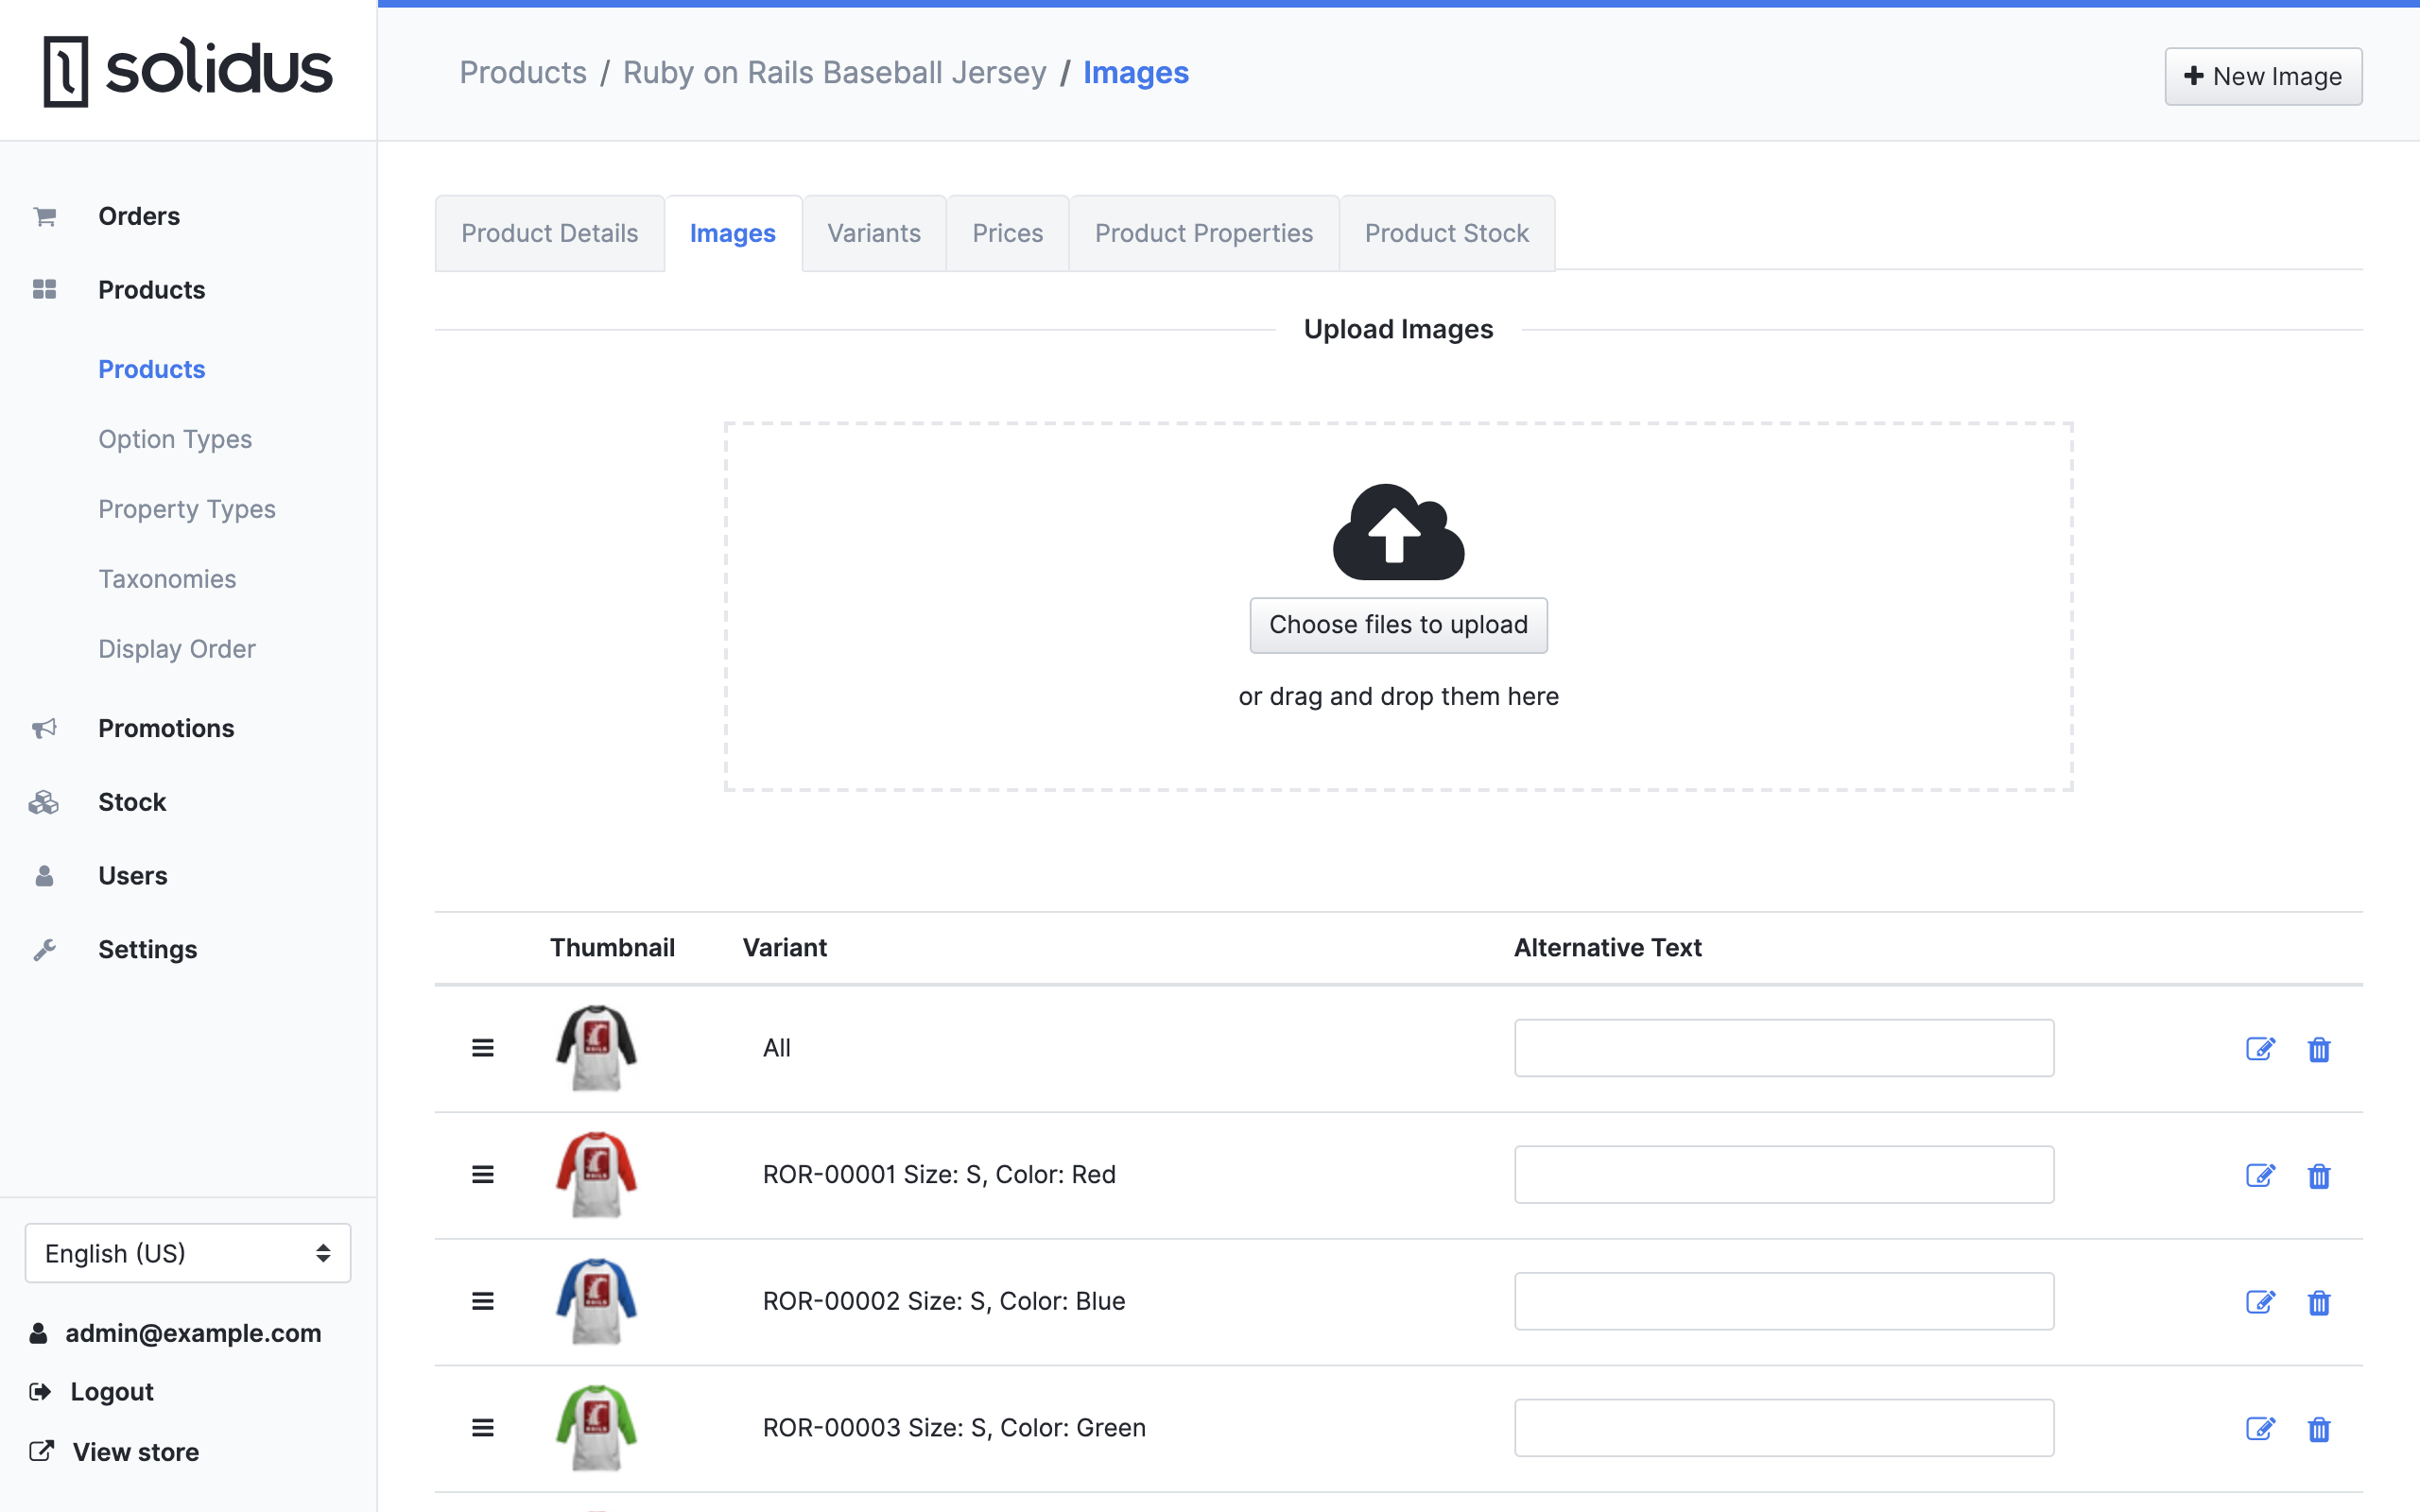 solidus
Products / Ruby on Rails Baseball Jersey / Images
New Image
Orders
Products
Products
Option Types
Property Types
Taxonomies
Display Order
Promotions
Stock
Users
Settings
English (US)
admin@example.com
Logout
View store
Product Details
Images
Variants
Prices
Product Properties
Product Stock
Upload Images
Choose files to upload
or drag and drop them here
Thumbnail Variant Alternative Text
All
ROR-00001 Size: S, Color: Red
ROR-00002 Size: S, Color: Blue
ROR-00003 Size: S, Color: Green